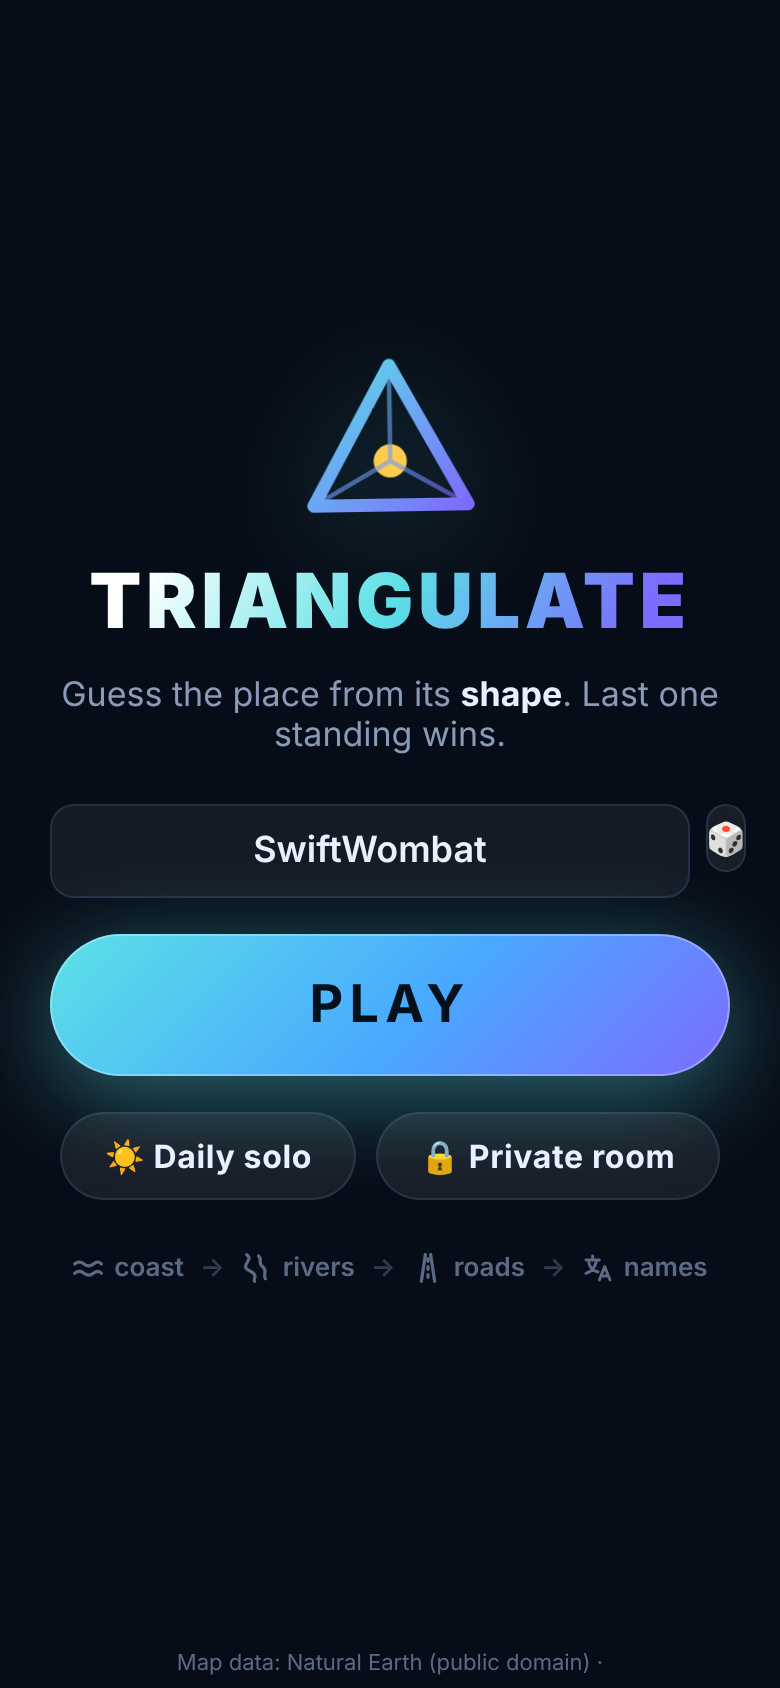 TRIANGULATE
Guess the place from its shape. Last one
standing wins.
SwiftWombat
PLAY
Daily solo
Private room
coast → rivers → roads → names
Map data: Natural Earth (public domain) ·